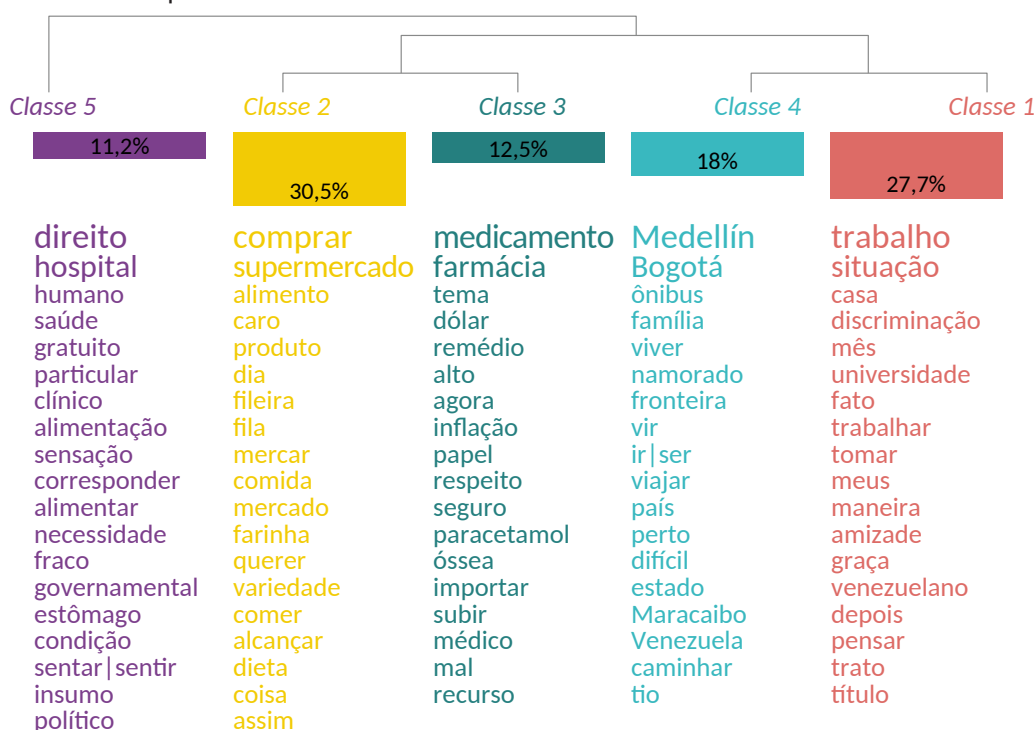 Classe 5
Classe 2
Classe 3
Classe 4
Classe 1
11,2%
30,5%
12,5%
18%
27,7%
direito
hospital
humano
saúde
gratuito
particular
clínico
alimentação
sensação
corresponder
alimentar
necessidade
fraco
governamental
estômago
condição
sentar|sentir
insumo
político
comprar
supermercado
alimento
caro
produto
dia
fileira
fila
mercar
comida
mercado
farinha
querer
variedade
comer
alcançar
dieta
coisa
assim
medicamento
farmácia
tema
dólar
remédio
alto
agora
inflação
papel
respeito
seguro
paracetamol
óssea
importar
subir
médico
mal
recurso
Medellín
Bogotá
ônibus
família
viver
namorado
fronteira
vir
ir|ser
viajar
país
perto
difícil
estado
Maracaibo
Venezuela
caminhar
tio
trabalho
situação
casa
discriminação
mês
universidade
fato
trabalhar
tomar
meus
maneira
amizade
graça
venezuelano
depois
pensar
trato
título